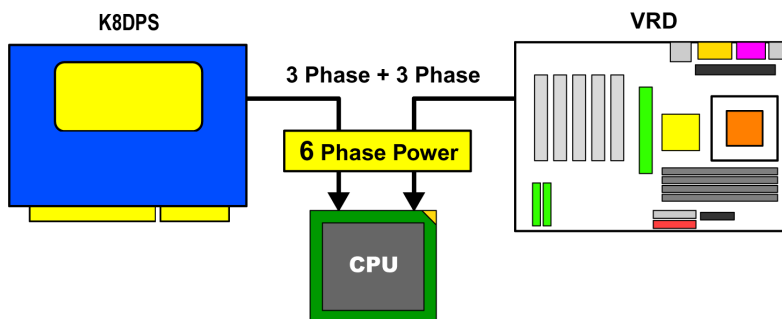 K8DPS
VRD
3 Phase + 3 Phase
6 Phase Power
CPU